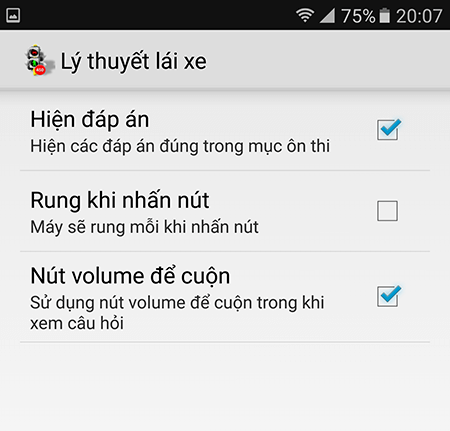 75% 20:07
Lý thuyết lái xe
Hiện đáp án
Hiện các đáp án đúng trong mục ôn thi
Rung khi nhấn nút
Máy sẽ rung mỗi khi nhấn nút
Nút volume để cuộn
Sử dụng nút volume để cuộn trong khi
xem câu hỏi